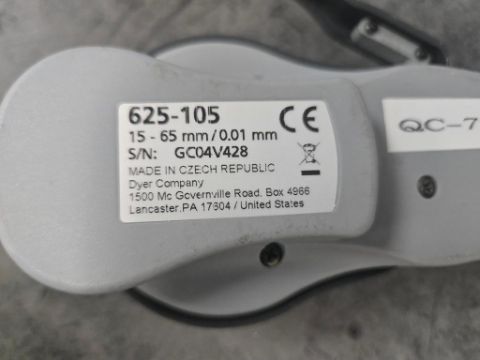 625-105
15 - 65 mm / 0.01 mm
S/N: GC04V428
MADE IN CZECH REPUBLIC
Dyer Company
1500 Mc Governville Road. Box 4966
Lancaster,PA 17604 / United States
CE
QC-7